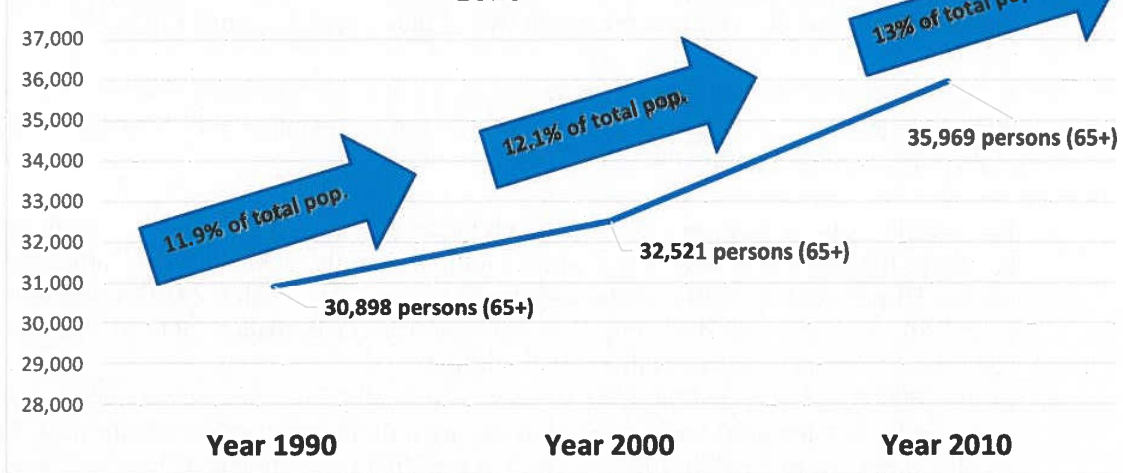 37,000
36,000
35,000
34,000
33,000
32,000
31,000
30,000
29,000
28,000
11.9% of total pop.
12.1% of total pop.
13% of total
30,898 persons (65+)
32,521 persons (65+)
35,969 persons (65+)
Year 1990
Year 2000
Year 2010